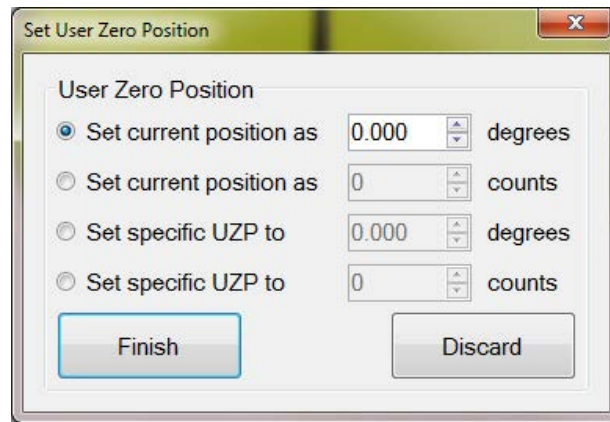 Set User Zero Position
User Zero Position
Set current position as 0.000 degrees
Set current position as 0 counts
Set specific UZP to 0.000 degrees
Set specific UZP to 0 counts
Finish Discard